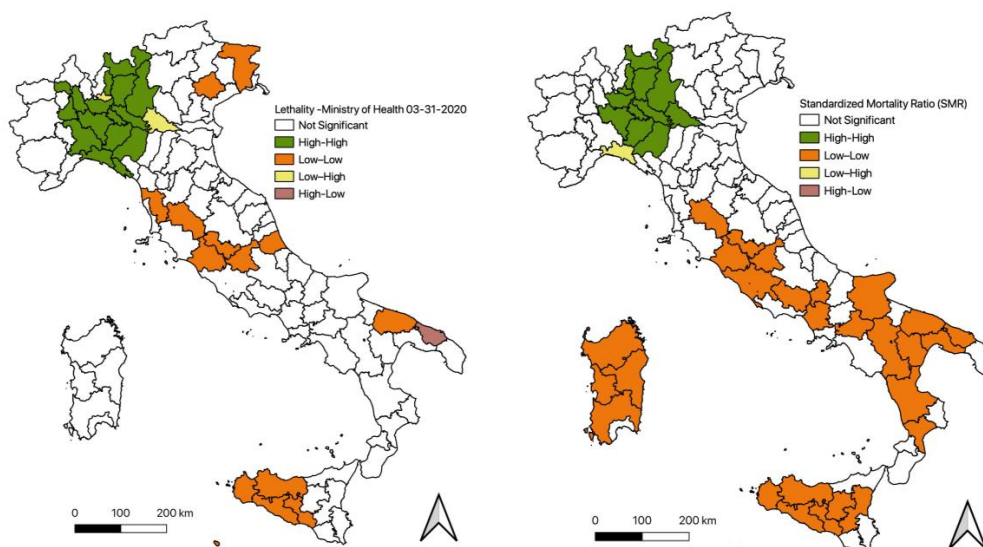 Lethality -Ministry of Health 03-31-2020
Not Significant
High-High
Low–Low
Low–High
High-Low
0 100 200 km
Standardized Mortality Ratio (SMR)
Not Significant
High-High
Low–Low
Low–High
High-Low
0 100 200 km